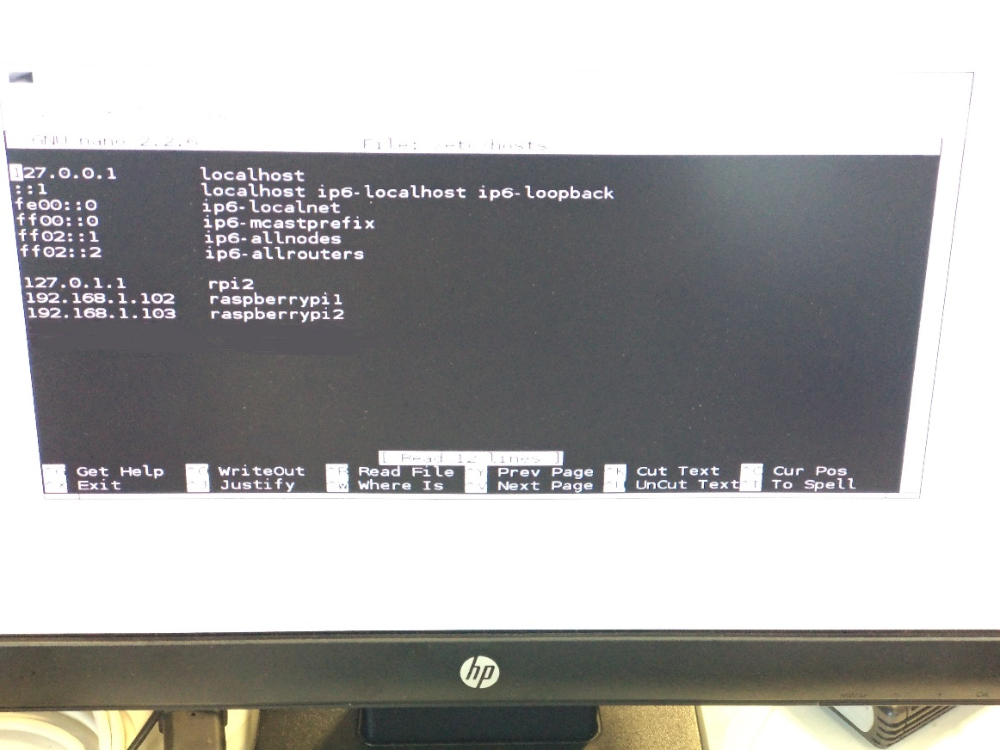 GNU nano 2.2.6 File: /etc/hosts
127.0.0.1 localhost
::1 localhost ip6-localhost ip6-loopback
fe00::0 ip6-localnet
ff00::0 ip6-mcastprefix
ff02::1 ip6-allnodes
ff02::2 ip6-allrouters
127.0.1.1 rpi2
192.168.1.102 raspberrypi1
192.168.1.103 raspberrypi2
[ Read 12 lines ]
Get Help WriteOut Read File Prev Page Cut Text Cur Pos
Exit Justify Where Is Next Page UnCut Text To Spell
hp